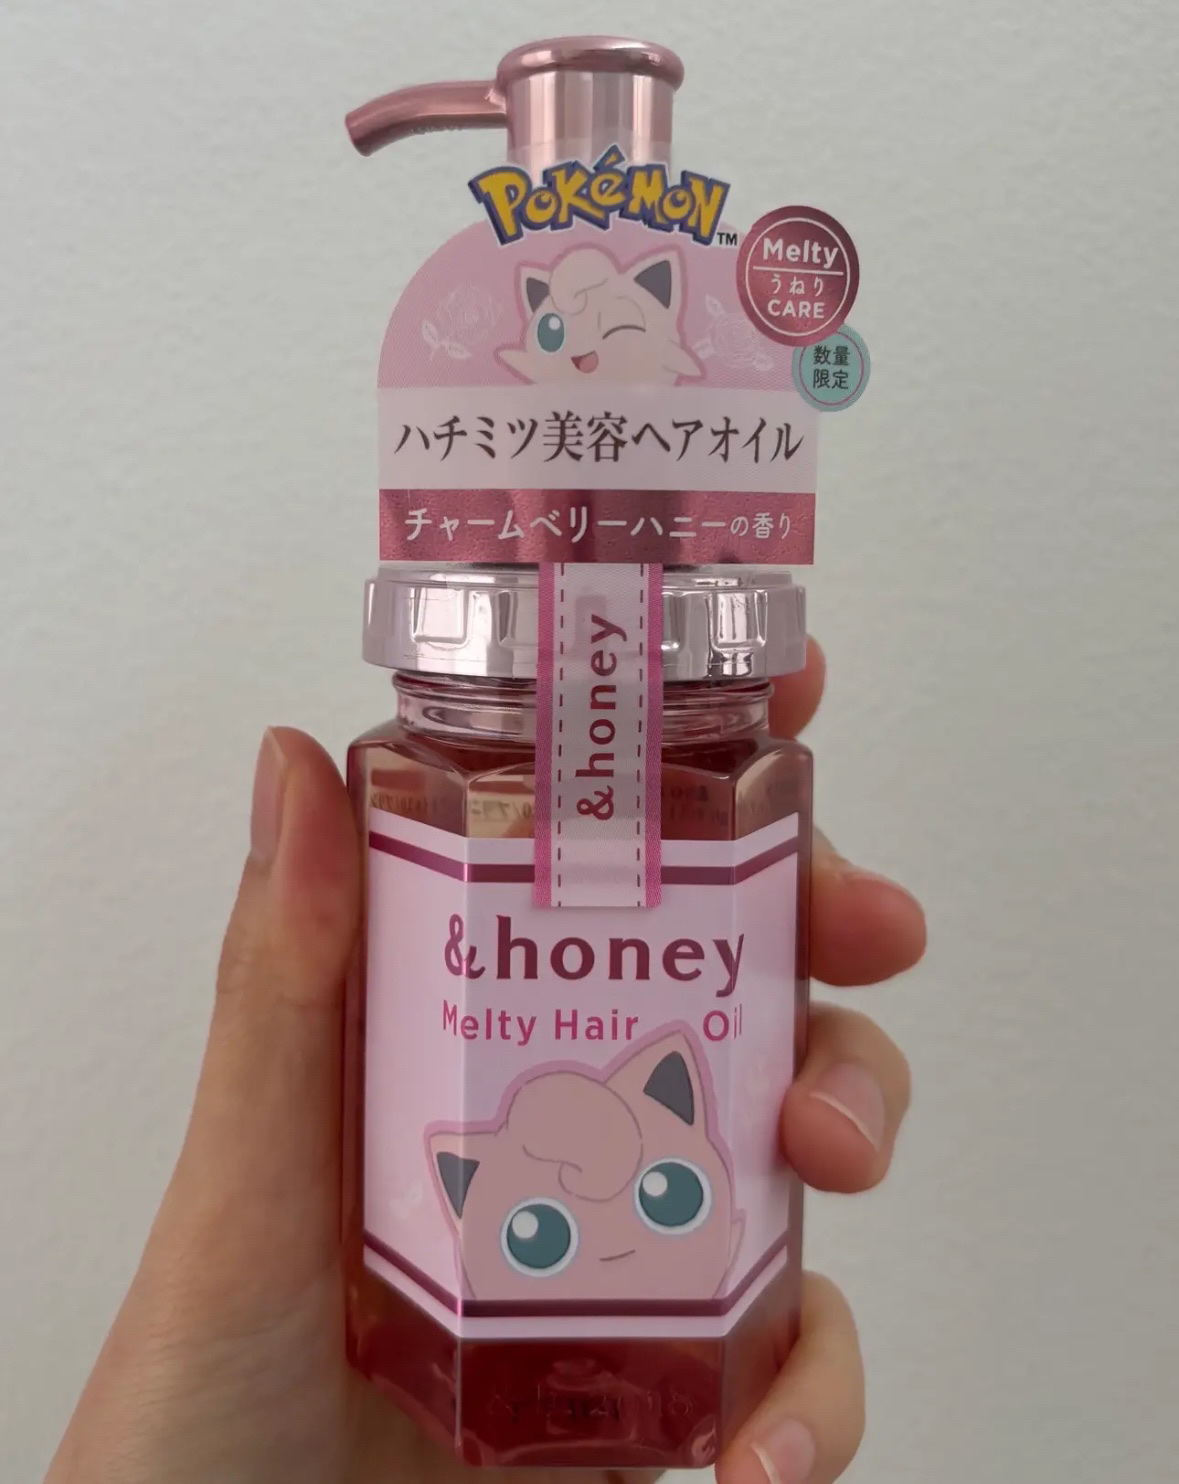 POKéMON
TM
Melty
うねり
CARE
数量
限定
ハチミツ美容ヘアオイル
チャームベリーハニーの香り
&honey
&honey
Melty Hair Oil